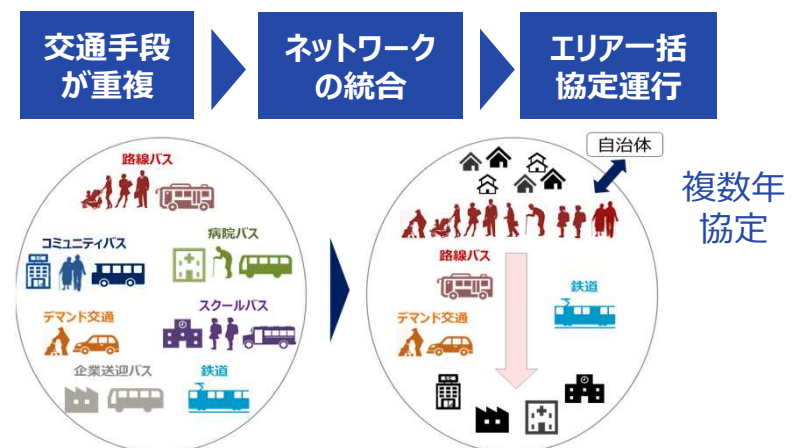 交通手段
が重複
ネットワーク
の統合
エリア一括
協定運行
路線バス
コミュニティバス
病院バス
デマンド交通
スクールバス
企業送迎バス
鉄道
自治体
複数年
協定
路線バス
鉄道
デマンド交通